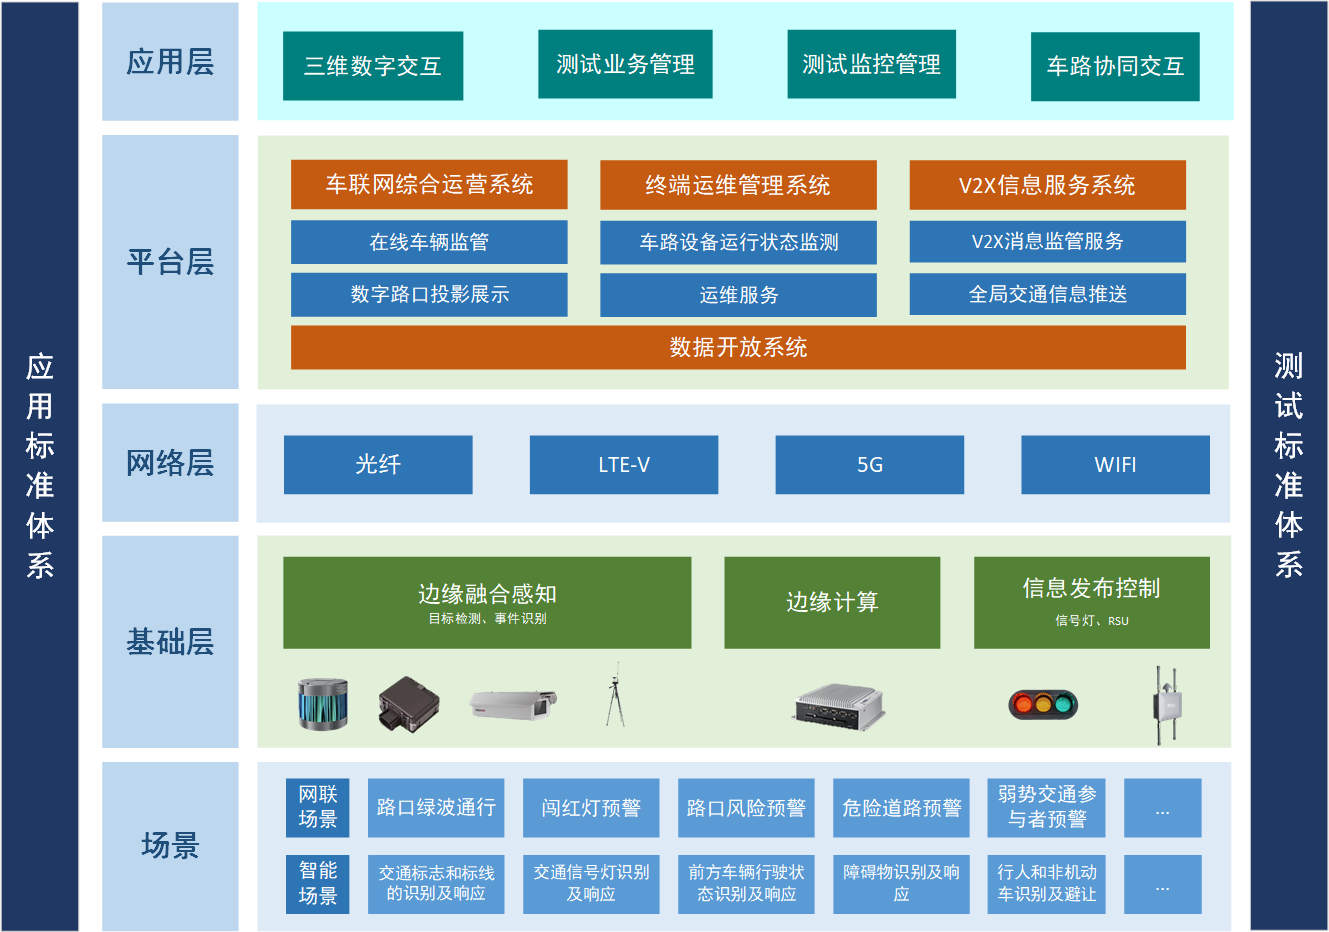 应用标准体系
应用层
三维数字交互
测试业务管理
测试监控管理
车路协同交互
平台层
车联网综合运营系统
终端运维管理系统
V2X信息服务系统
在线车辆监管
车路设备运行状态监测
V2X消息监管服务
数字路口投影展示
运维服务
全局交通信息推送
数据开放系统
网络层
光纤
LTE-V
5G
WIFI
基础层
边缘融合感知
目标检测、事件识别
边缘计算
信息发布控制
信号灯、RSU
场景
网联
场景
路口绿波通行
闯红灯预警
路口风险预警
危险道路预警
弱势交通参
与者预警
...
智能
场景
交通标志和标线
的识别及响应
交通信号灯识别
及响应
前方车辆行驶状
态识别及响应
障碍物识别及响
应
行人和非机动
车识别及避让
...
测试标准体系